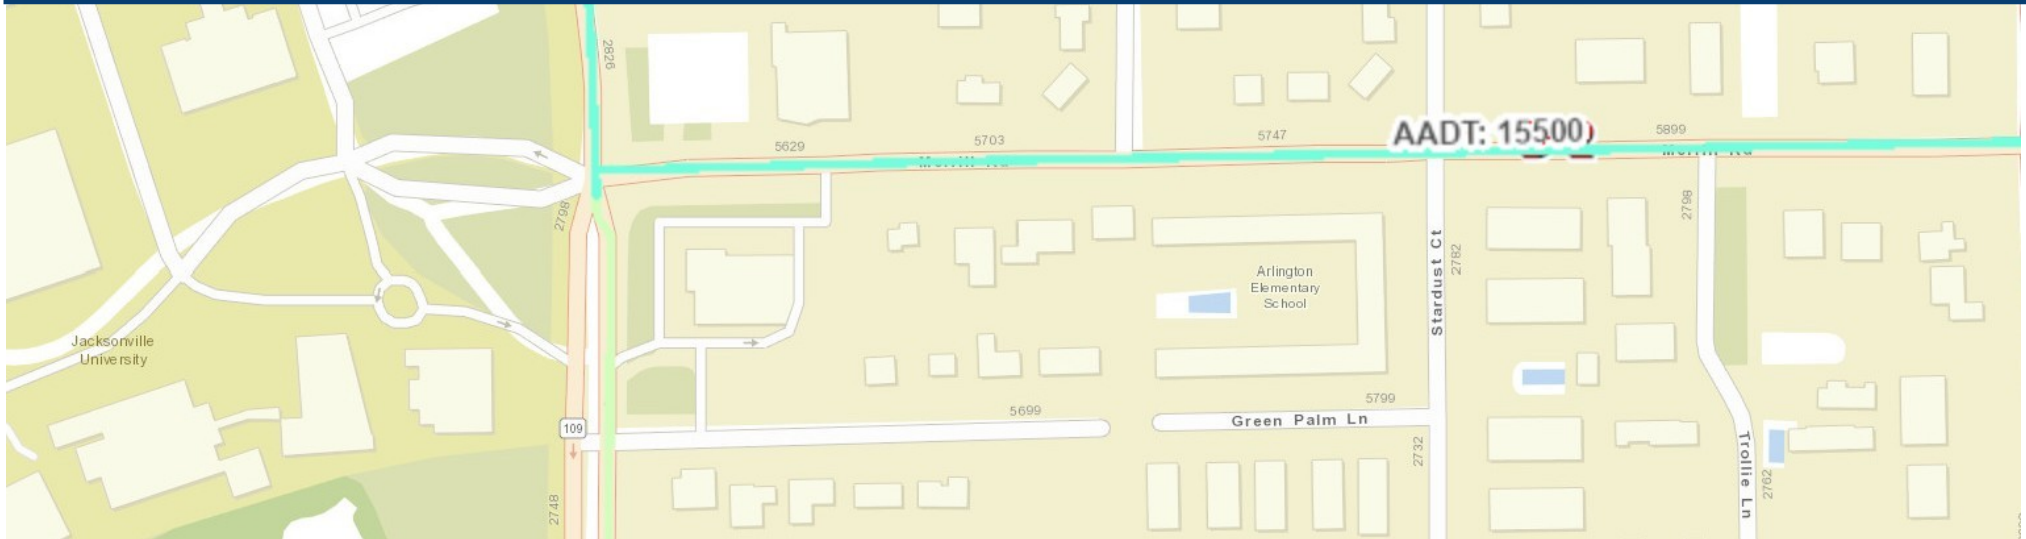 2826
5629
5703
5747
AADT: 15500
5899
2798
2798
Stardust Ct
2782
Arlington
Elementary
School
Jacksonville
University
109
5699
5799
Green Palm Ln
2732
2748
Trollie Ln
2762